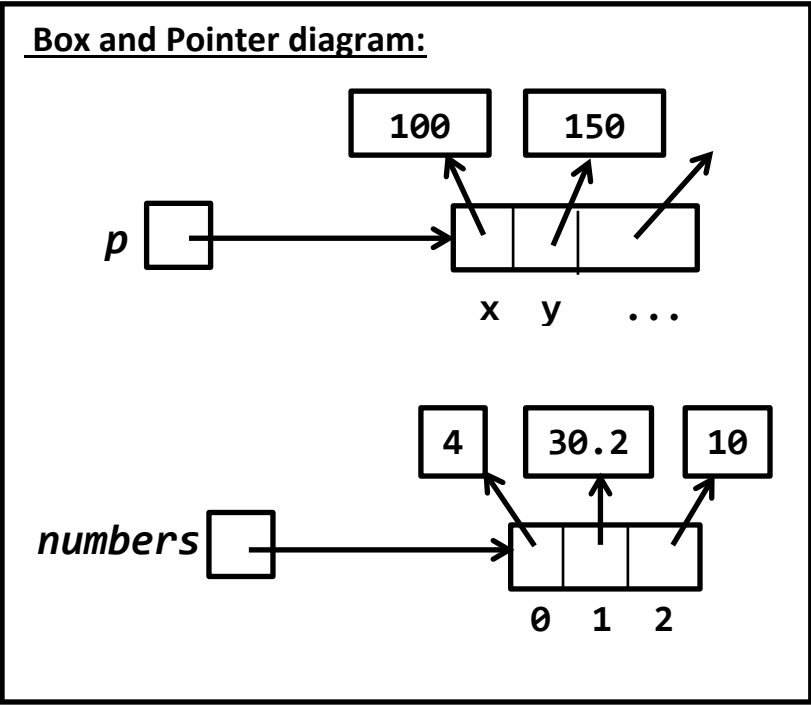 Box and Pointer diagram:
100 150
p
x y ...
4 30.2 10
numbers
0 1 2